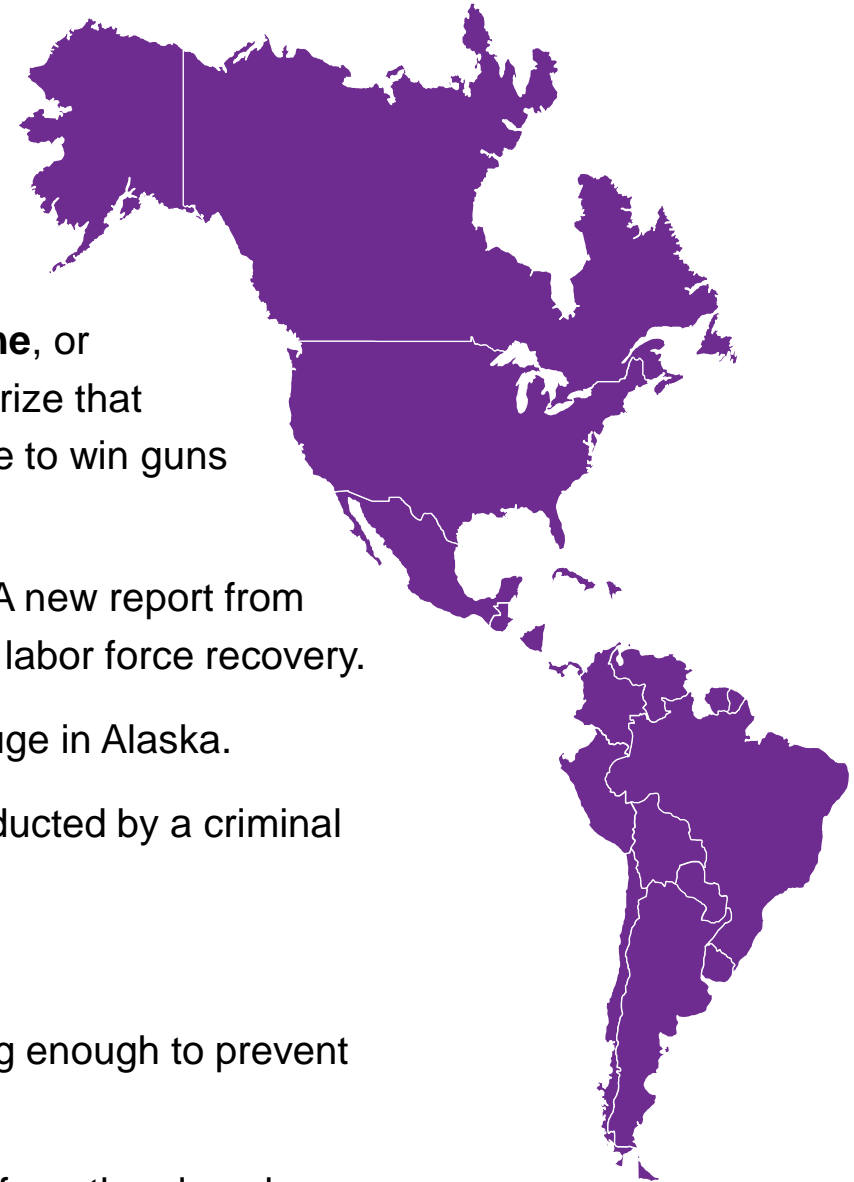 ne, or
rize that
e to win guns
A new report from
labor force recovery.
uge in Alaska.
ducted by a criminal
g enough to prevent